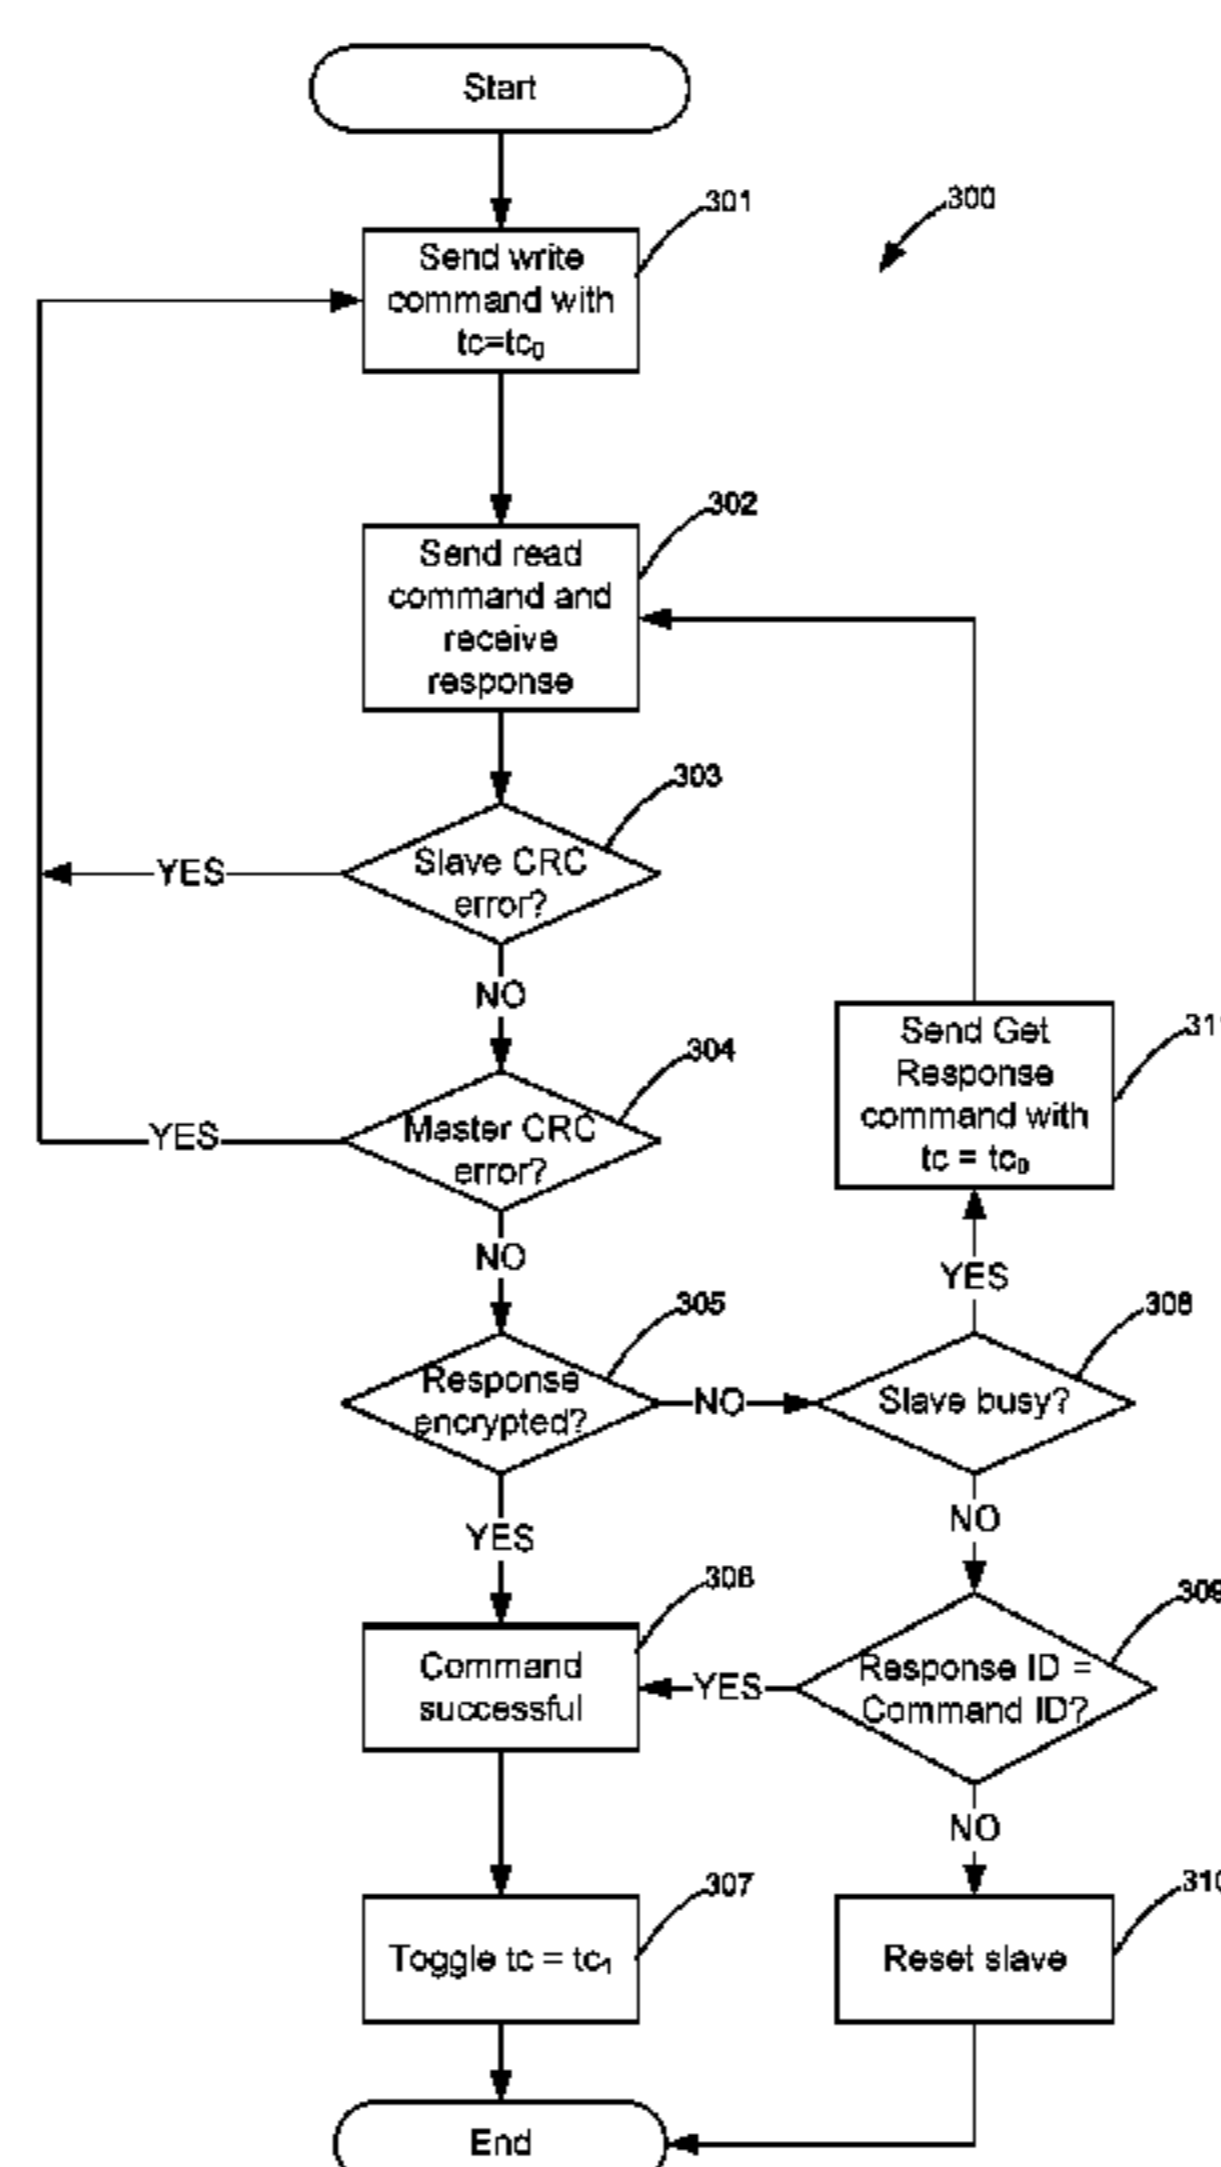 Start
301
300
Send write
command with
tc=tc₀
302
Send read
command and
receive
response
303
Slave CRC
error?
YES
NO
304
Master CRC
error?
YES
NO
Send Get
Response
command with
tc = tc₀
YES
305
308
Response
encrypted?
NO
Slave busy?
YES
NO
306
309
Command
successful
YES
Response ID =
Command ID?
NO
307
310
Toggle tc = tc₁
Reset slave
End